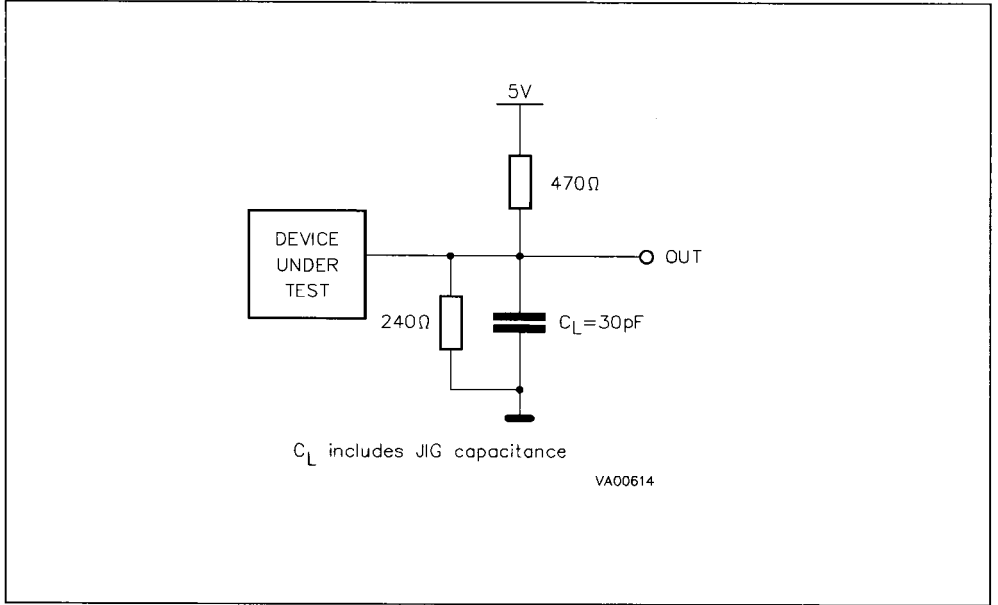 5V
470Ω
DEVICE
UNDER
TEST
OUT
240Ω
CL=30pF
CL includes JIG capacitance
VA00614